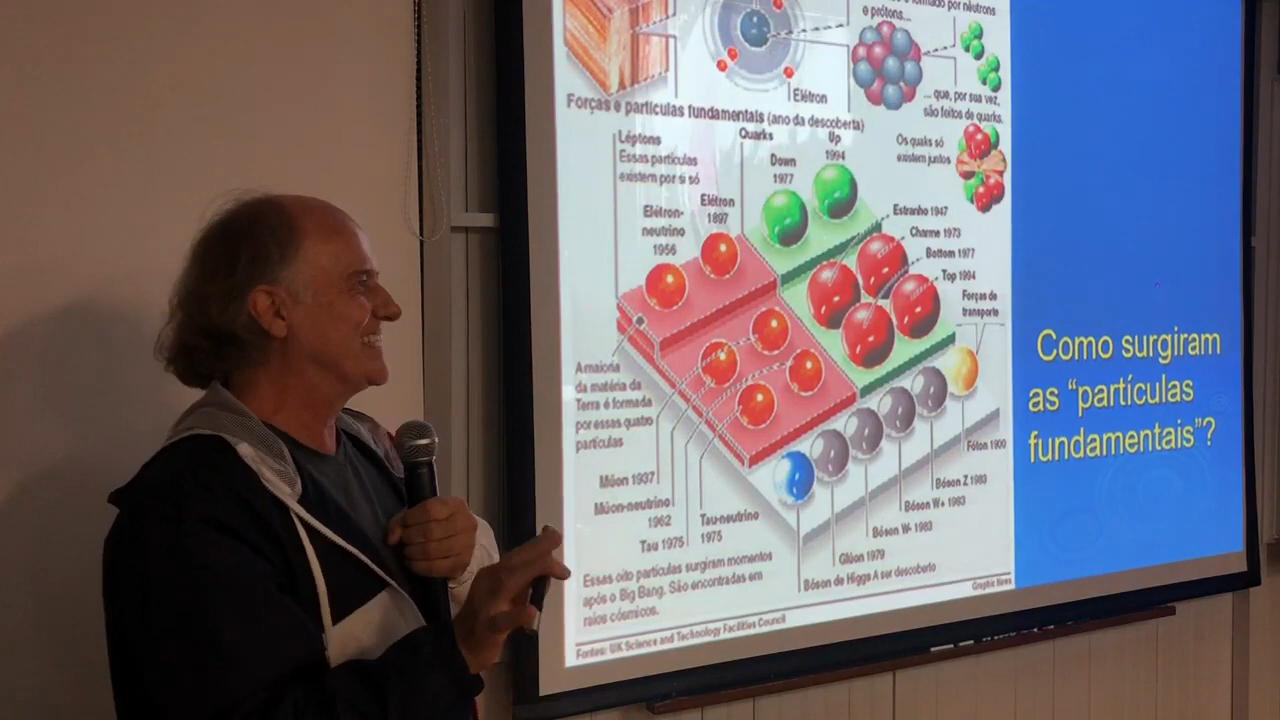 formado por nêutrons
e prótons...
Elétron
... que, por sua vez,
são feitos de quarks.
Forças e partículas fundamentais (ano da descoberta)
Léptons
Essas partículas
existem por si só
Quarks
Down
1977
Up
1994
Os quaks só
existem juntos
Elétron-
neutrino
1956
Elétron
1897
Estranho 1947
Charme 1973
Bottom 1977
Top 1994
Forças de
transporte
A maioria
da matéria da
Terra é formada
por essas quatro
partículas
Múon 1937
Múon-neutrino
1962
Tau 1975
Tau-neutrino
1975
Fóton 1900
Bóson Z 1983
Bóson W+ 1983
Bóson W- 1983
Glúon 1979
Bóson de Higgs A ser descoberto
Essas oito partículas surgiram momentos
após o Big Bang. São encontradas em
raios cósmicos.
Graphic News
Fontes: UK Science and Technology Facilities Council
Como surgiram
as “partículas
fundamentais”?